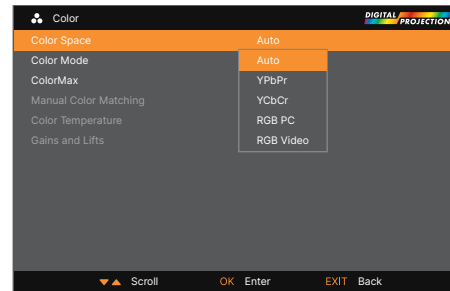 Color
DIGITAL
PROJECTION
Color Space Auto
Color Mode Auto
ColorMax YPbPr
Manual Color Matching YCbCr
Color Temperature RGB PC
Gains and Lifts RGB Video
Scroll OK Enter EXIT Back